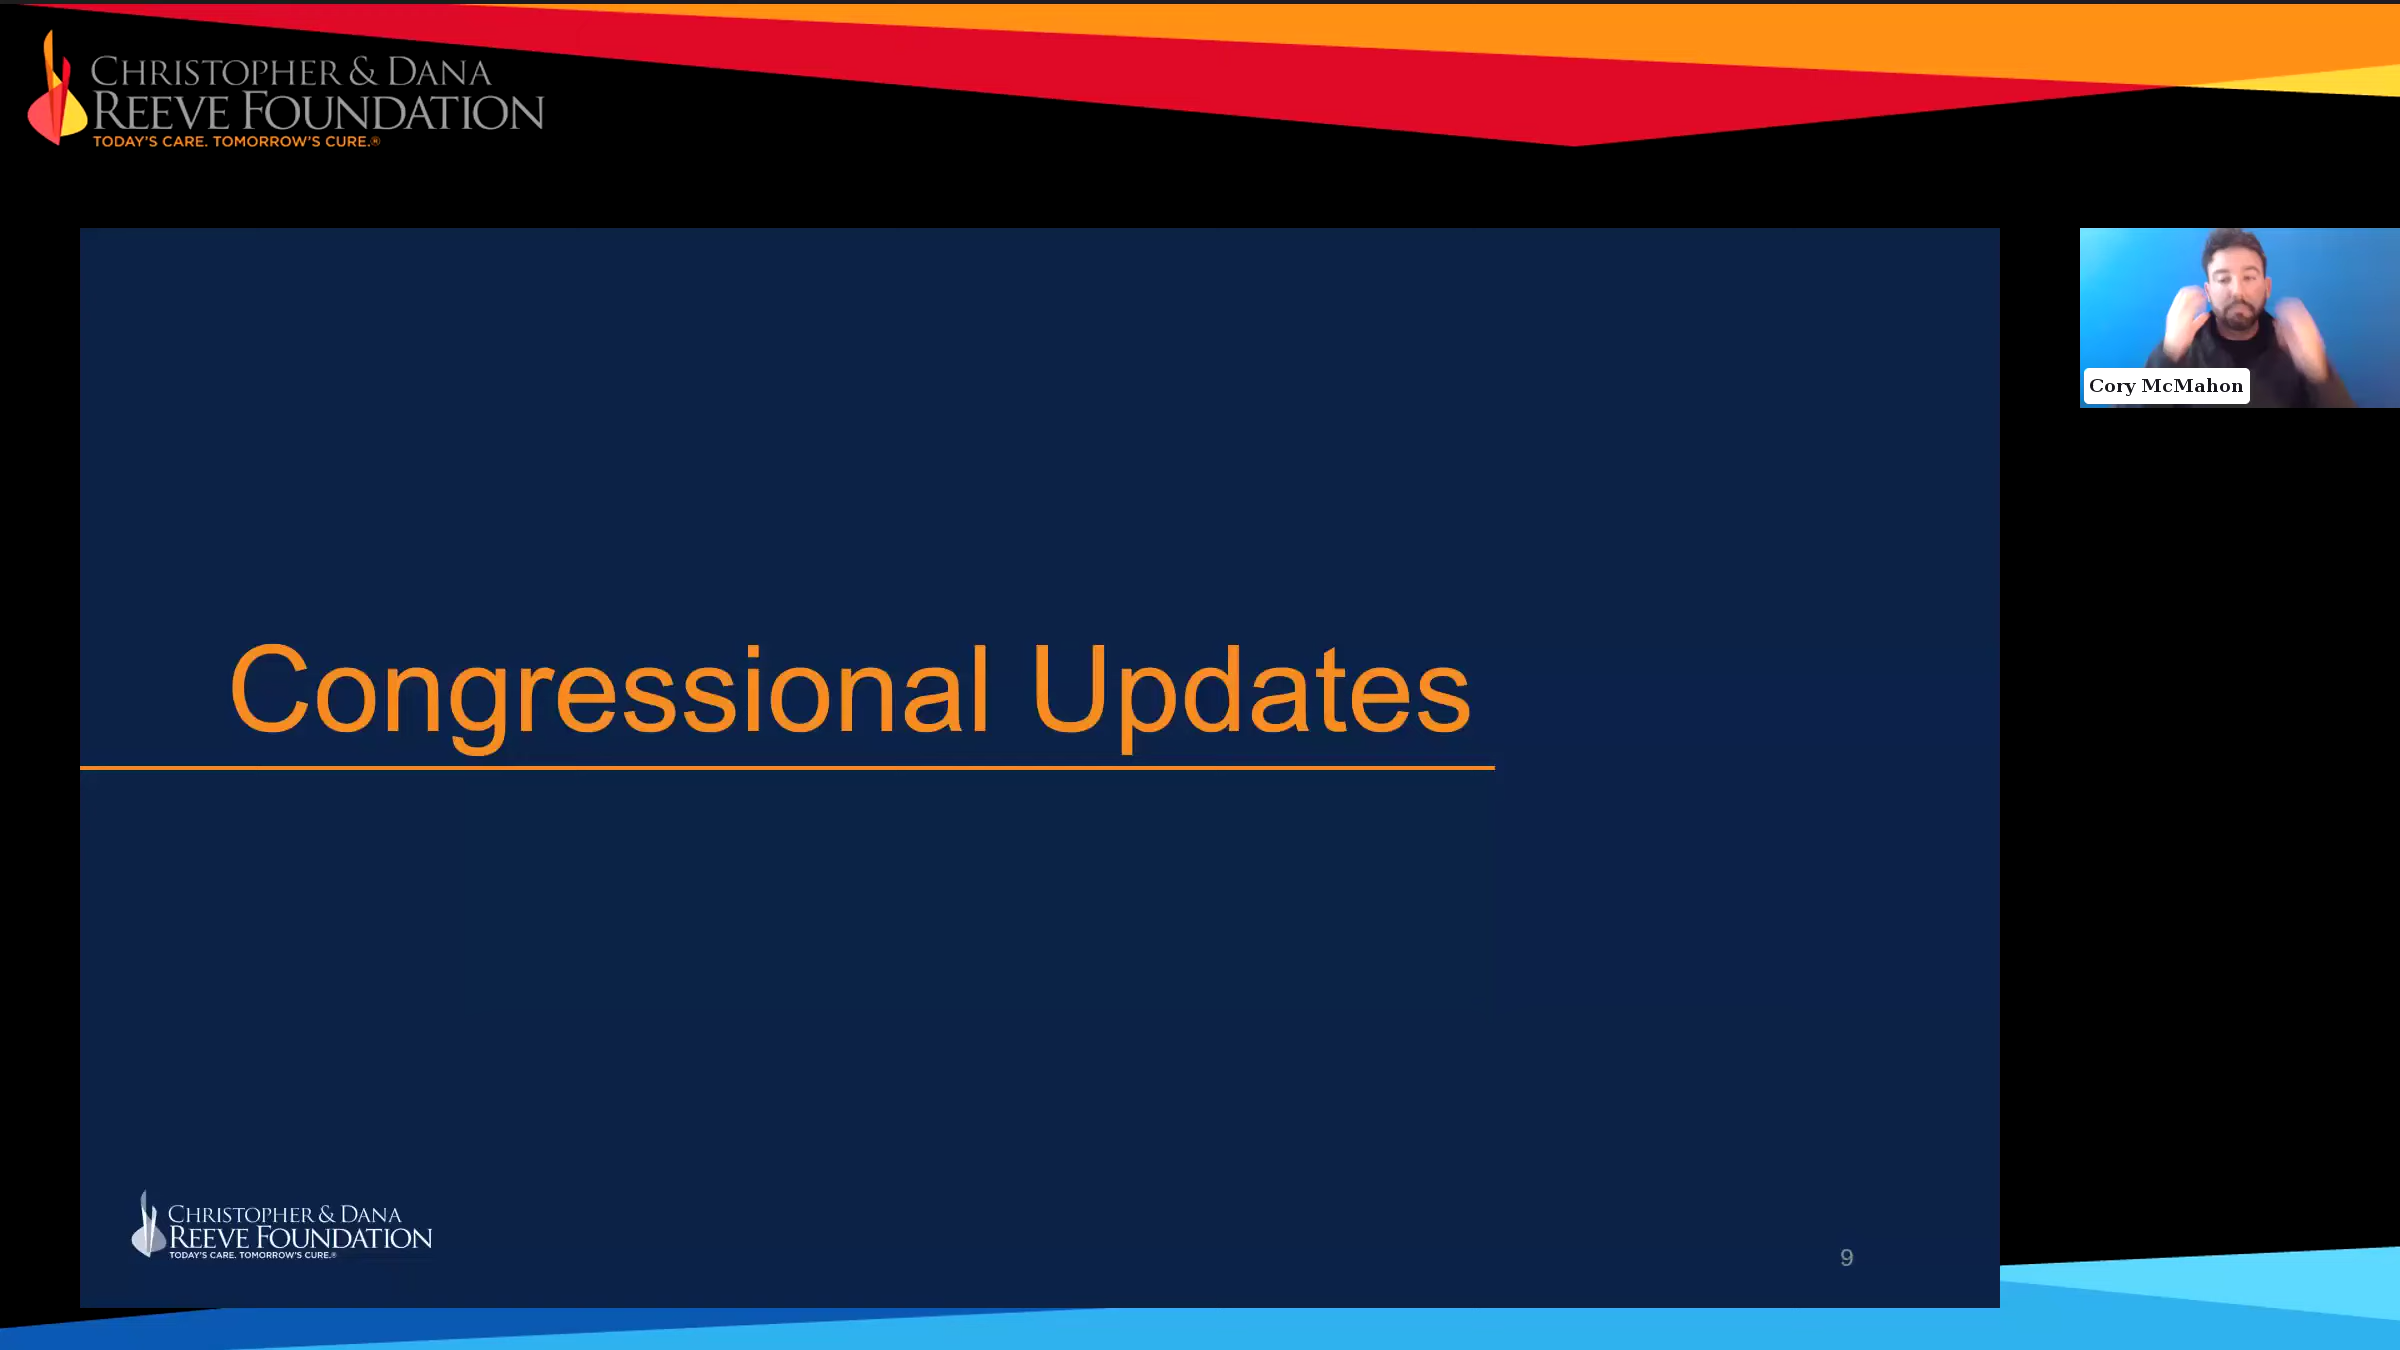 CHRISTOPHER & DANA
REEVE FOUNDATION
TODAY'S CARE. TOMORROW'S CURE.®
Cory McMahon
Congressional Updates
CHRISTOPHER & DANA
REEVE FOUNDATION
TODAY'S CARE. TOMORROW'S CURE.®
9